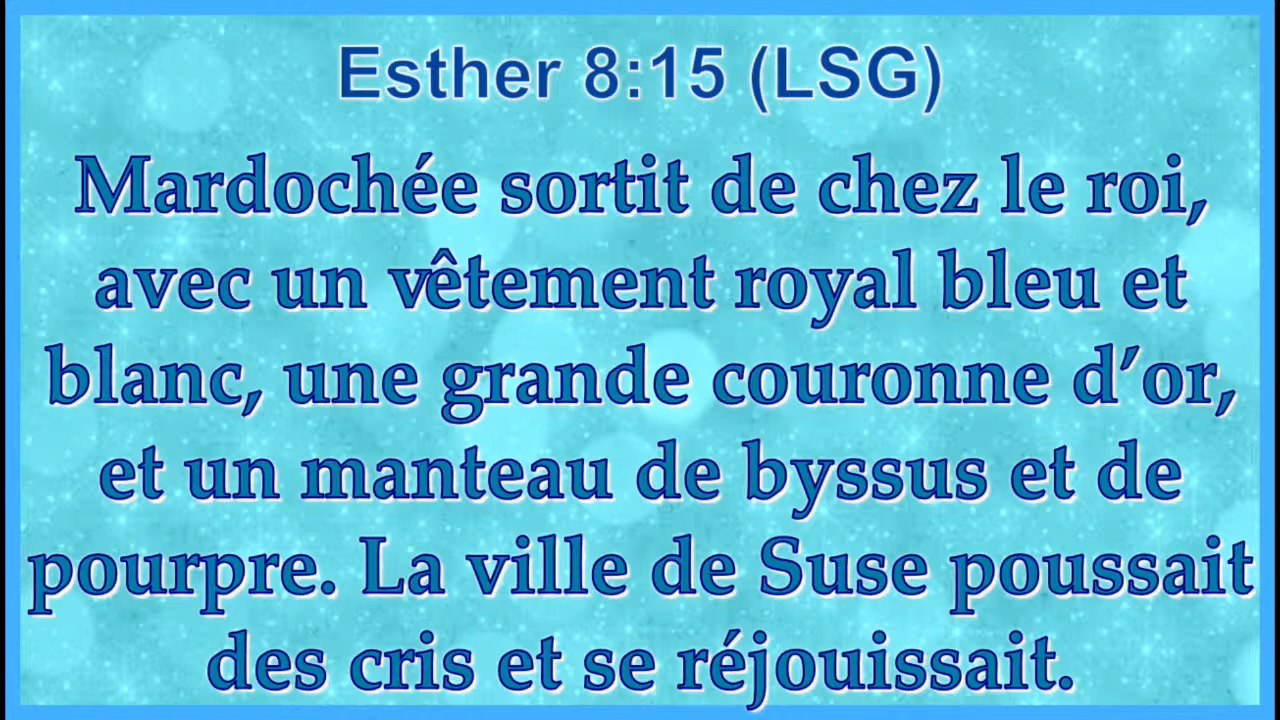 Esther 8:15 (LSG)
Mardochée sortit de chez le roi,
avec un vêtement royal bleu et
blanc, une grande couronne d’or,
et un manteau de byssus et de
pourpre. La ville de Suse poussait
des cris et se réjouissait.